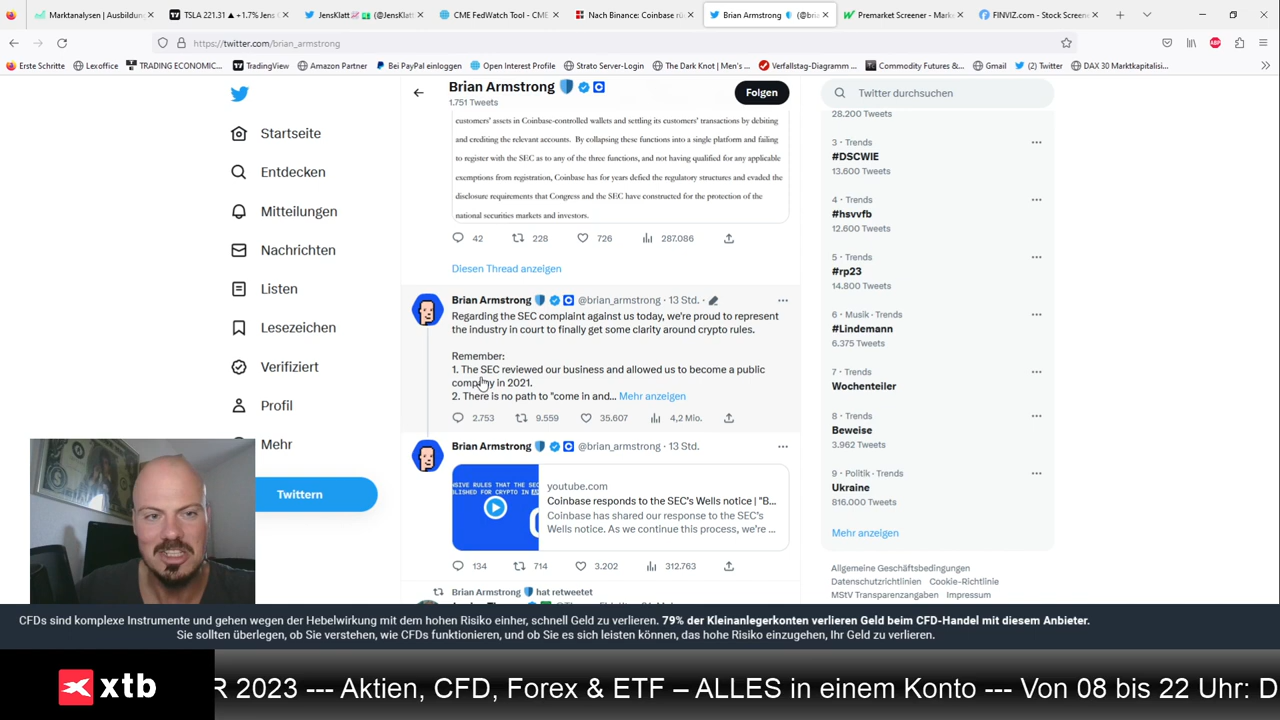 Marktanalysen | Ausbildung
TSLA 221.31 ▲ +1.7% Jens
JensKlatt (@JensKlatt
CME FedWatch Tool - CME
Nach Binance: Coinbase
Brian Armstrong (@bria
Premarket Screener - Marke
FINVIZ.com - Stock Screene
https://twitter.com/brian_armstrong
Erste Schritte
Lexoffice
TRADING ECONOMIC...
TradingView
Amazon Partner
Bei PayPal einloggen
Open Interest Profile
Strato Server-Login
The Dark Knot | Men's ...
Verfallstag-Diagramm ...
Commodity Futures &...
Gmail
(2) Twitter
DAX 30 Marktkapitalisi...
Startseite
Entdecken
Mitteilungen
Nachrichten
Listen
Lesezeichen
Verifiziert
Profil
Mehr
Twittern
Brian Armstrong
1.751 Tweets
Folgen
customers' assets in Coinbase-controlled wallets and settling its customers' transactions by debiting
and crediting the relevant accounts. By collapsing these functions into a single platform and failing
to register with the SEC as to any of the three functions, and not having qualified for any applicable
exemptions from registration, Coinbase has for years defied the regulatory structures and evaded the
disclosure requirements that Congress and the SEC have constructed for the protection of the
national securities markets and investors.
42 228 726 287.086
Diesen Thread anzeigen
Brian Armstrong @brian_armstrong · 13 Std. ·
Regarding the SEC complaint against us today, we're proud to represent
the industry in court to finally get some clarity around crypto rules.
Remember:
1. The SEC reviewed our business and allowed us to become a public
company in 2021.
2. There is no path to "come in and... Mehr anzeigen
2.753 9.559 35.607 4,2 Mio.
Brian Armstrong @brian_armstrong · 13 Std.
youtube.com
Coinbase responds to the SEC's Wells notice | "B...
Coinbase has shared our response to the SEC's
Wells notice. As we continue this process, we're ...
134 714 3.202 312.763
Brian Armstrong hat retweetet
Twitter durchsuchen
28.200 Tweets
3 · Trends
#DSCWIE
13.600 Tweets
4 · Trends
#hsvvfb
12.600 Tweets
5 · Trends
#rp23
14.800 Tweets
6 · Musik · Trends
#Lindemann
6.375 Tweets
7 · Trends
Wochenteiler
8 · Trends
Beweise
3.962 Tweets
9 · Politik · Trends
Ukraine
816.000 Tweets
Mehr anzeigen
Allgemeine Geschäftsbedingungen
Datenschutzrichtlinien Cookie-Richtlinie
MStV Transparenzangaben Impressum
CFDs sind komplexe Instrumente und gehen wegen der Hebelwirkung mit dem hohen Risiko einher, schnell Geld zu verlieren. 79% der Kleinanlegerkonten verlieren Geld beim CFD-Handel mit diesem Anbieter.
Sie sollten überlegen, ob Sie verstehen, wie CFDs funktionieren, und ob Sie es sich leisten können, das hohe Risiko einzugehen, Ihr Geld zu verlieren.
xtb
R 2023 --- Aktien, CFD, Forex & ETF – ALLES in einem Konto --- Von 08 bis 22 Uhr: D